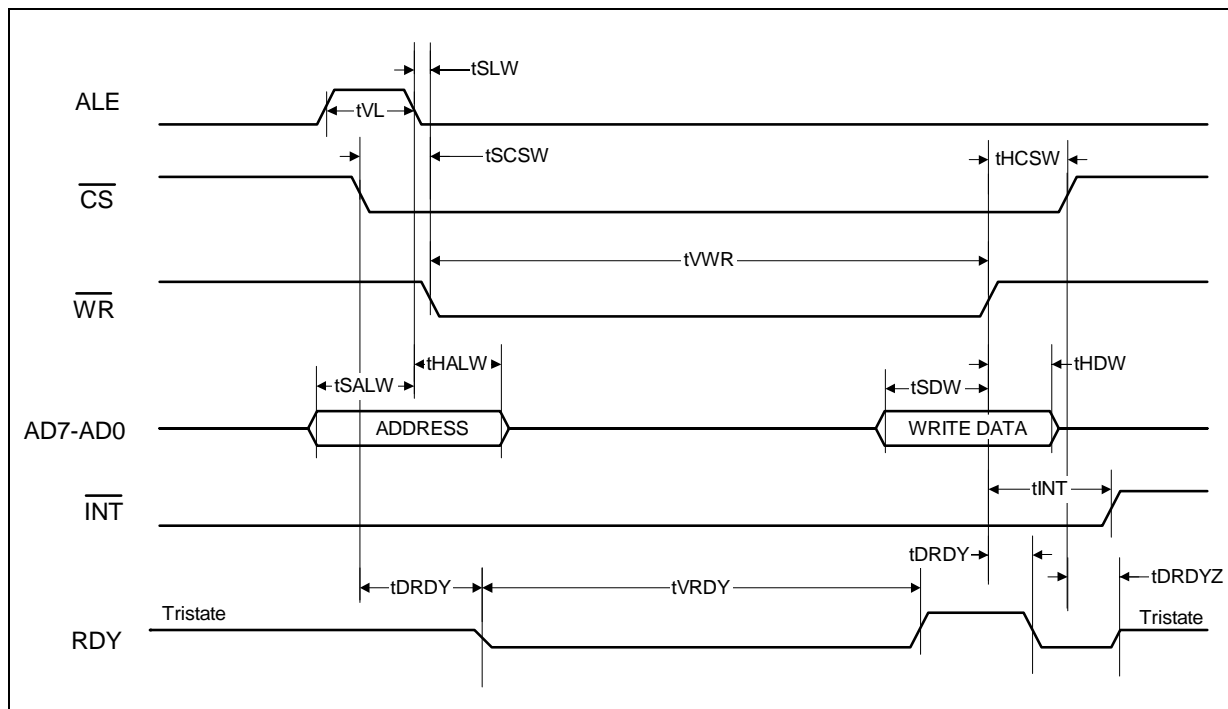 tSLW
ALE
tVL
tSCSW
tHCSW
CS
tVWR
WR
tHALW
tHDW
tSALW
tSDW
AD7-AD0
ADDRESS
WRITE DATA
tINT
INT
tDRDY
tDRDY
tVRDY
tDRDYZ
Tristate
Tristate
RDY